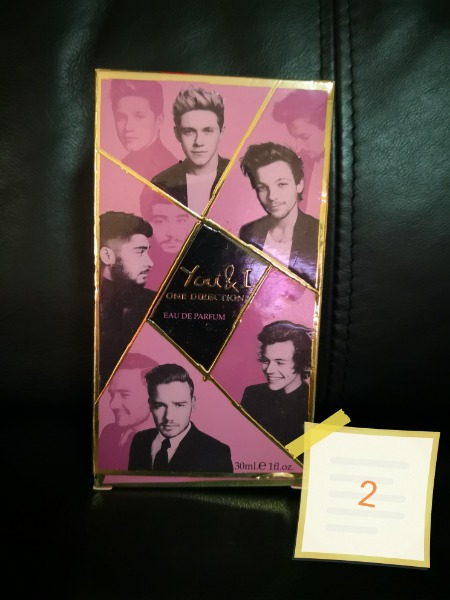 You & I
ONE DIRECTION
EAU DE PARFUM
30ml.e 1fl.oz.
2